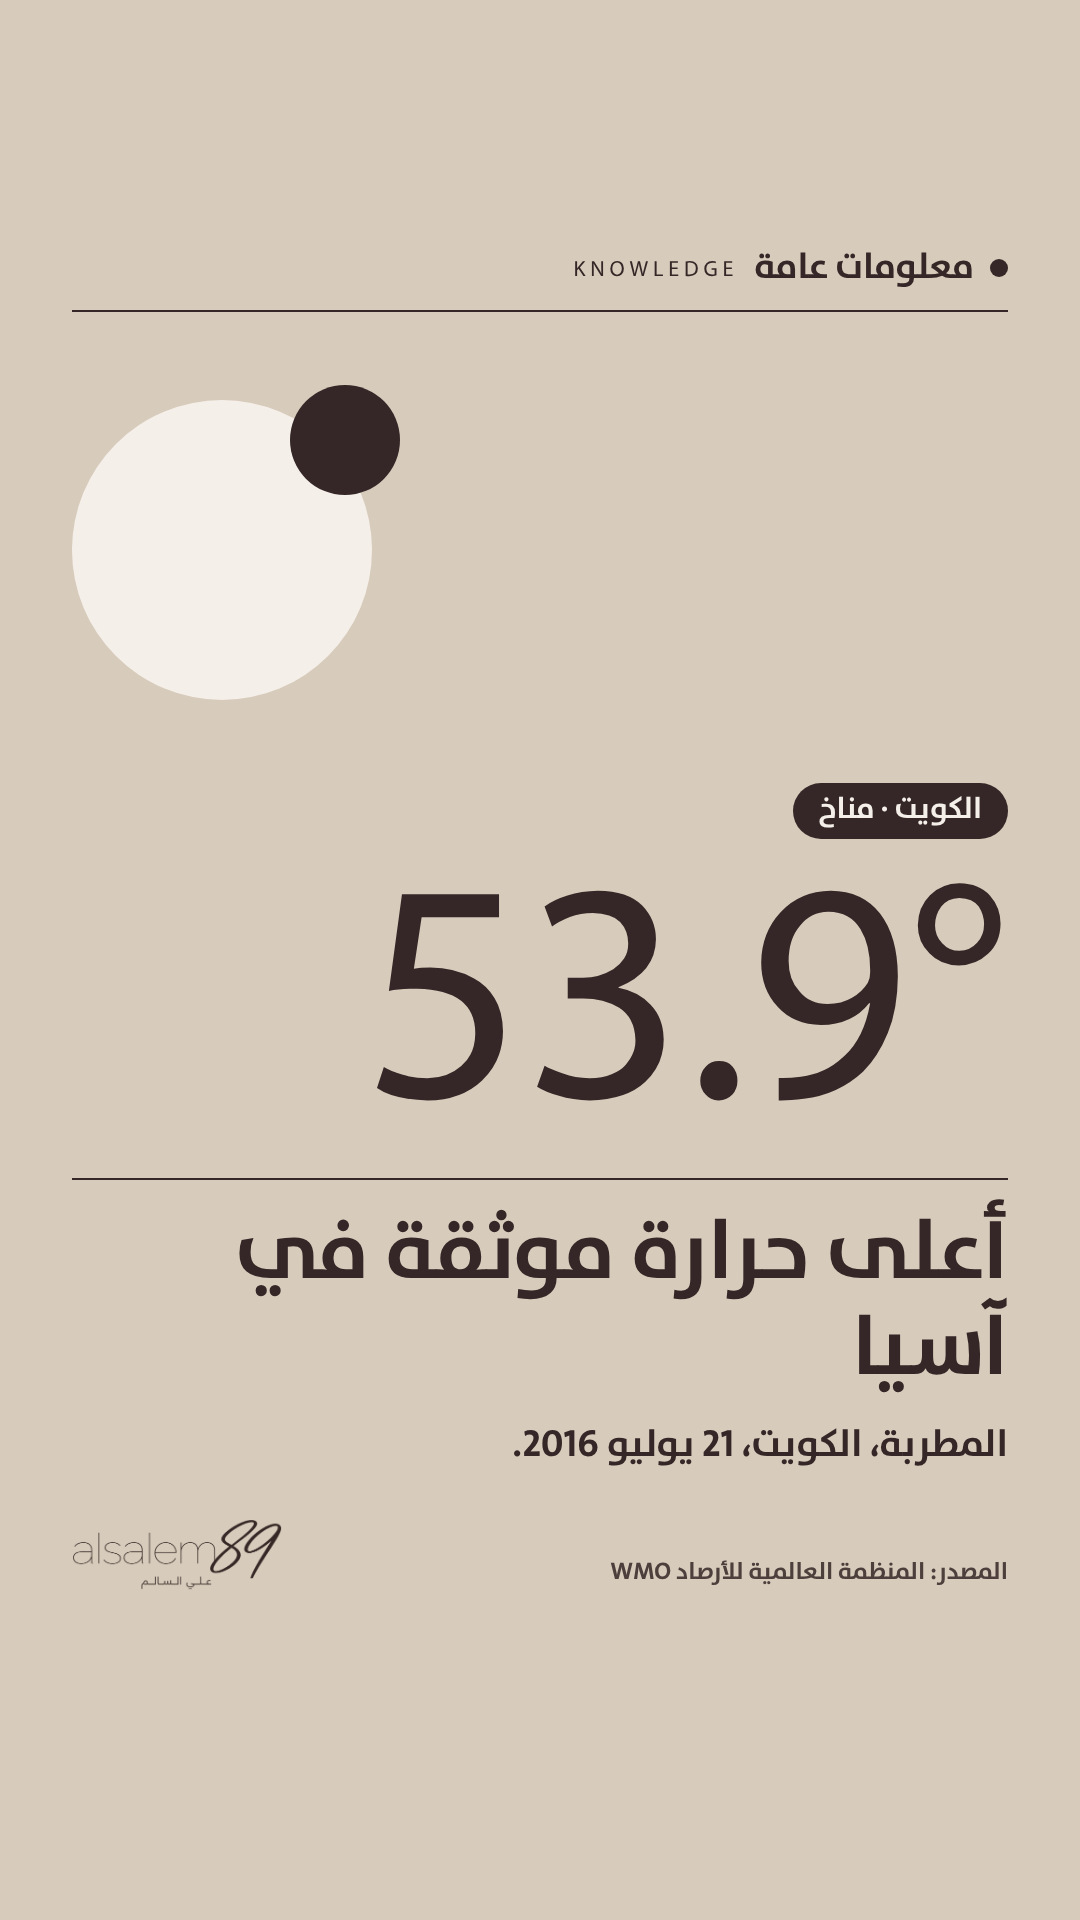 معلومات عامة KNOWLEDGE
الكويت · مناخ
53.9°
أعلى حرارة موثقة في
آسيا
المطربة، الكويت، 21 يوليو 2016.
المصدر: المنظمة العالمية للأرصاد WMO
alsalem89
علي السالم